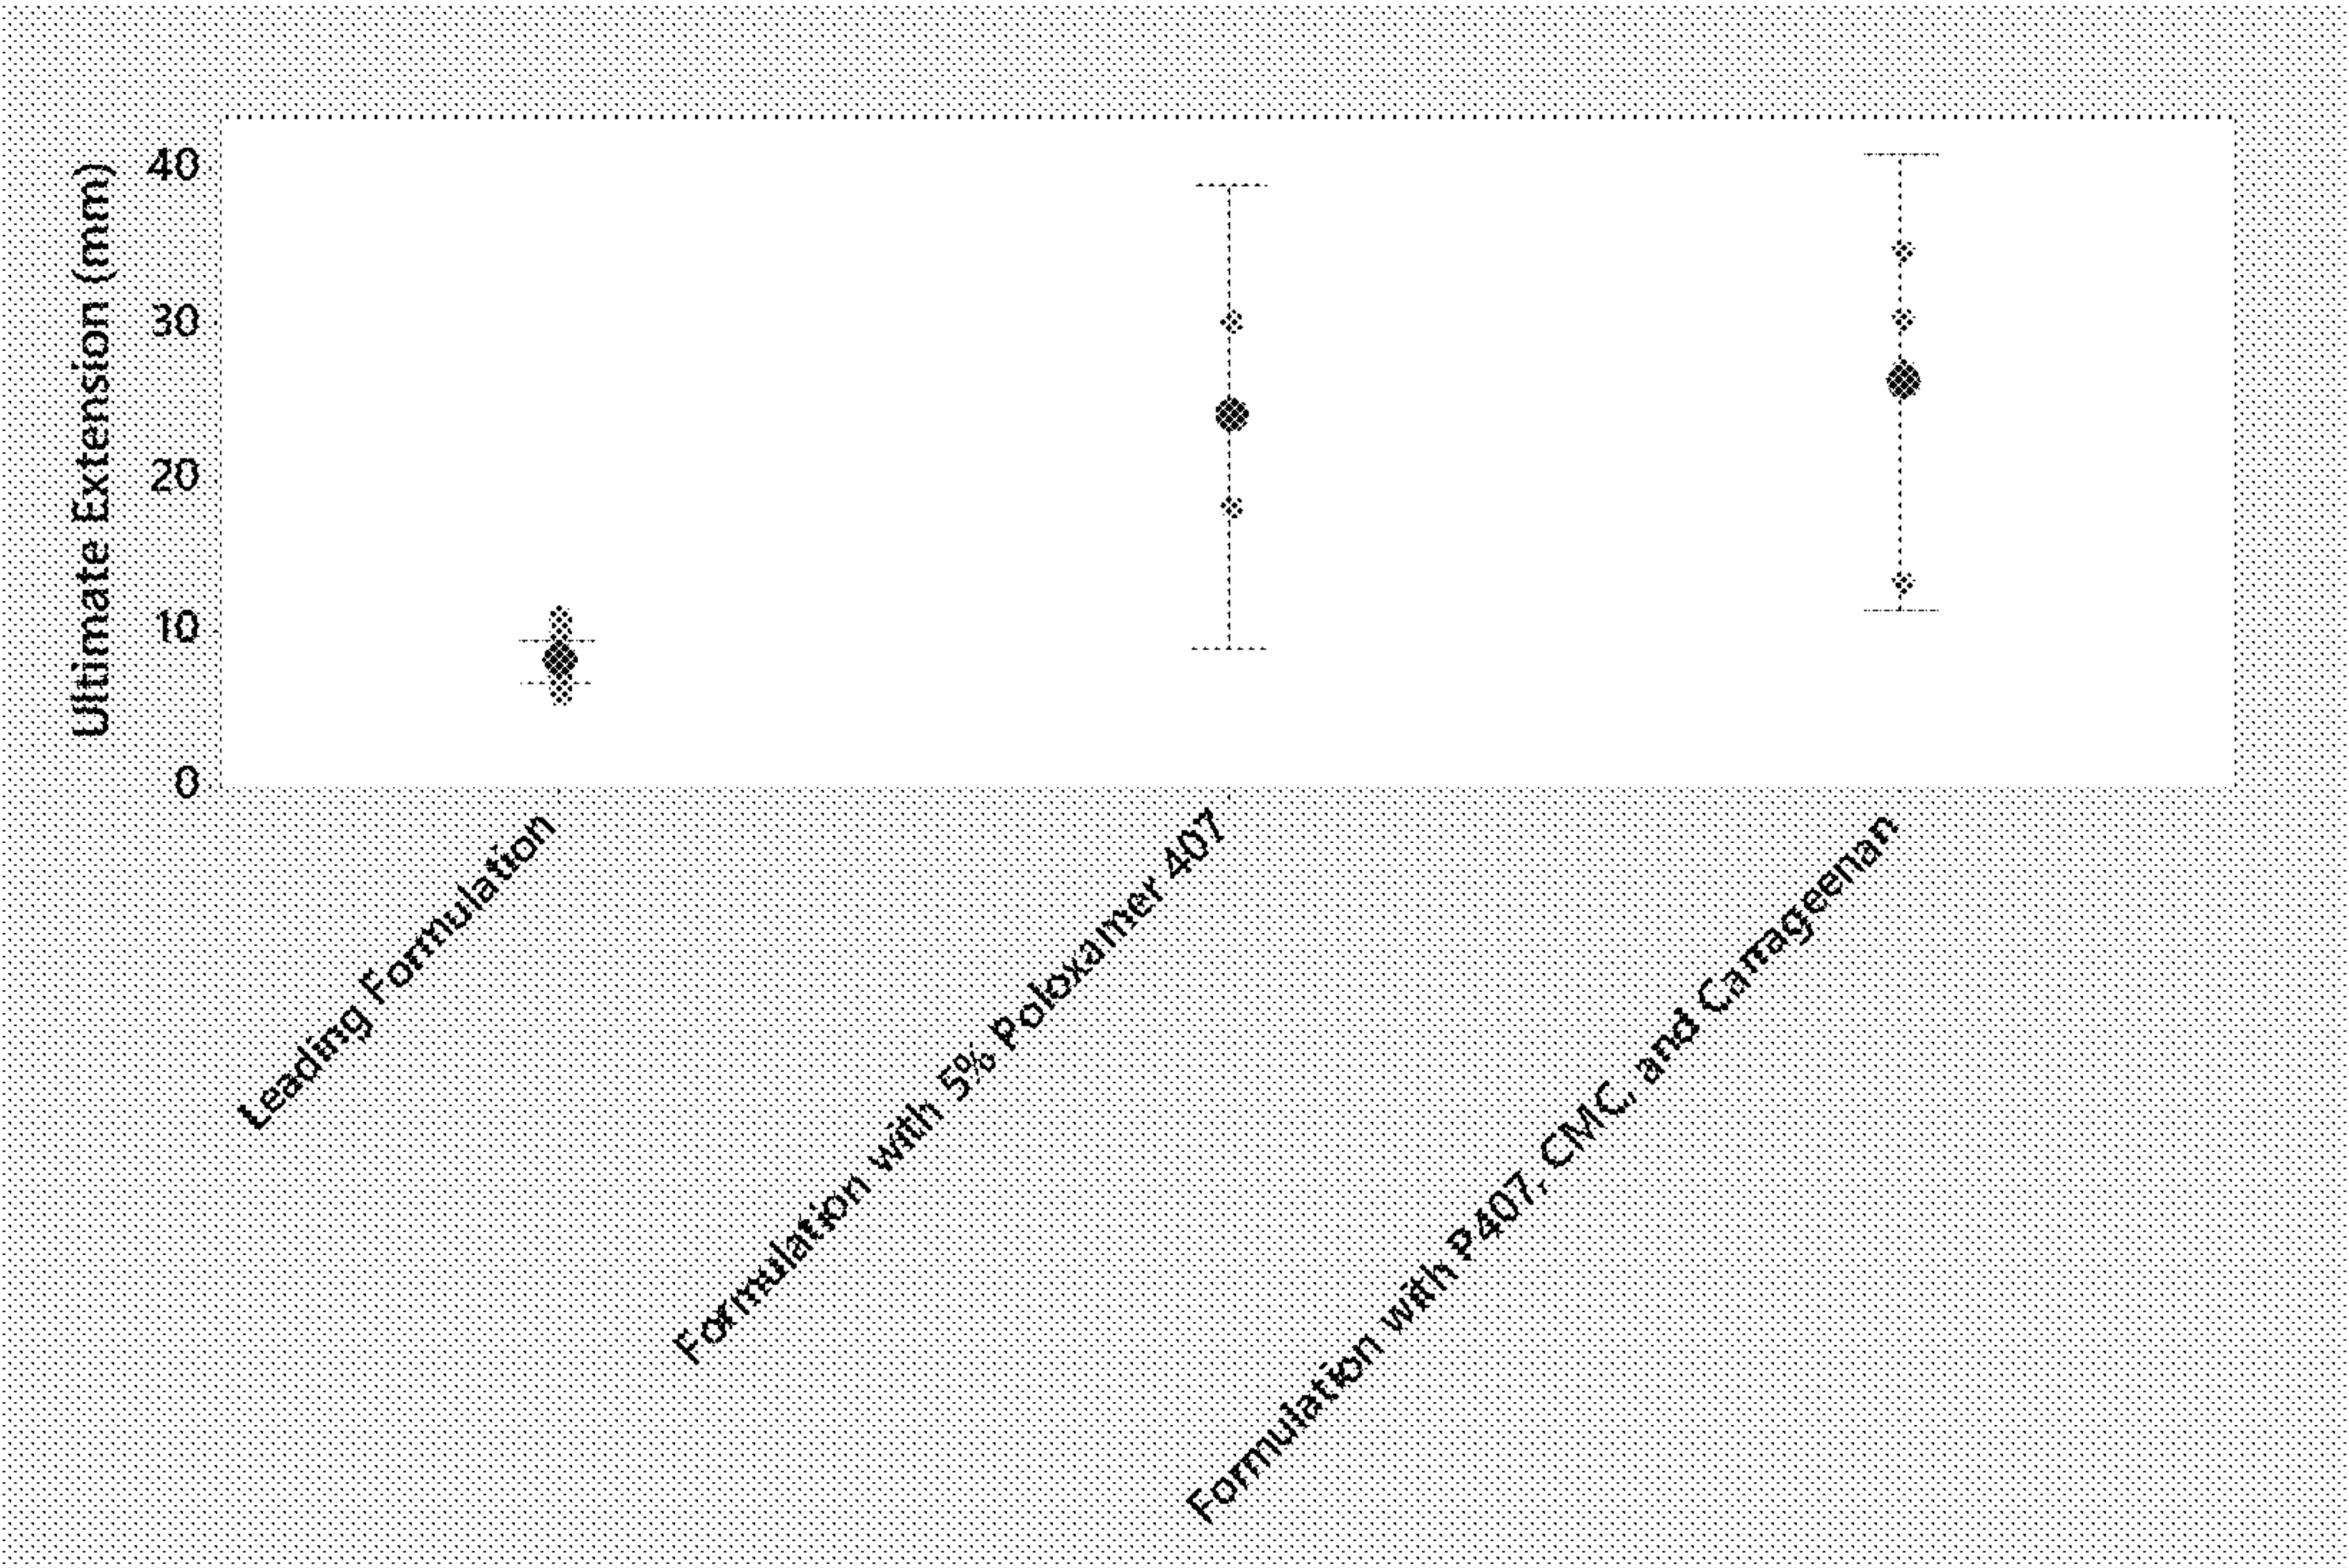 Ultimate Extension (mm)
40
30
20
10
0
Leading Formulation
Formulation with 5% Poloxamer 407
Formulation with P407, CMC, and Carrageenan